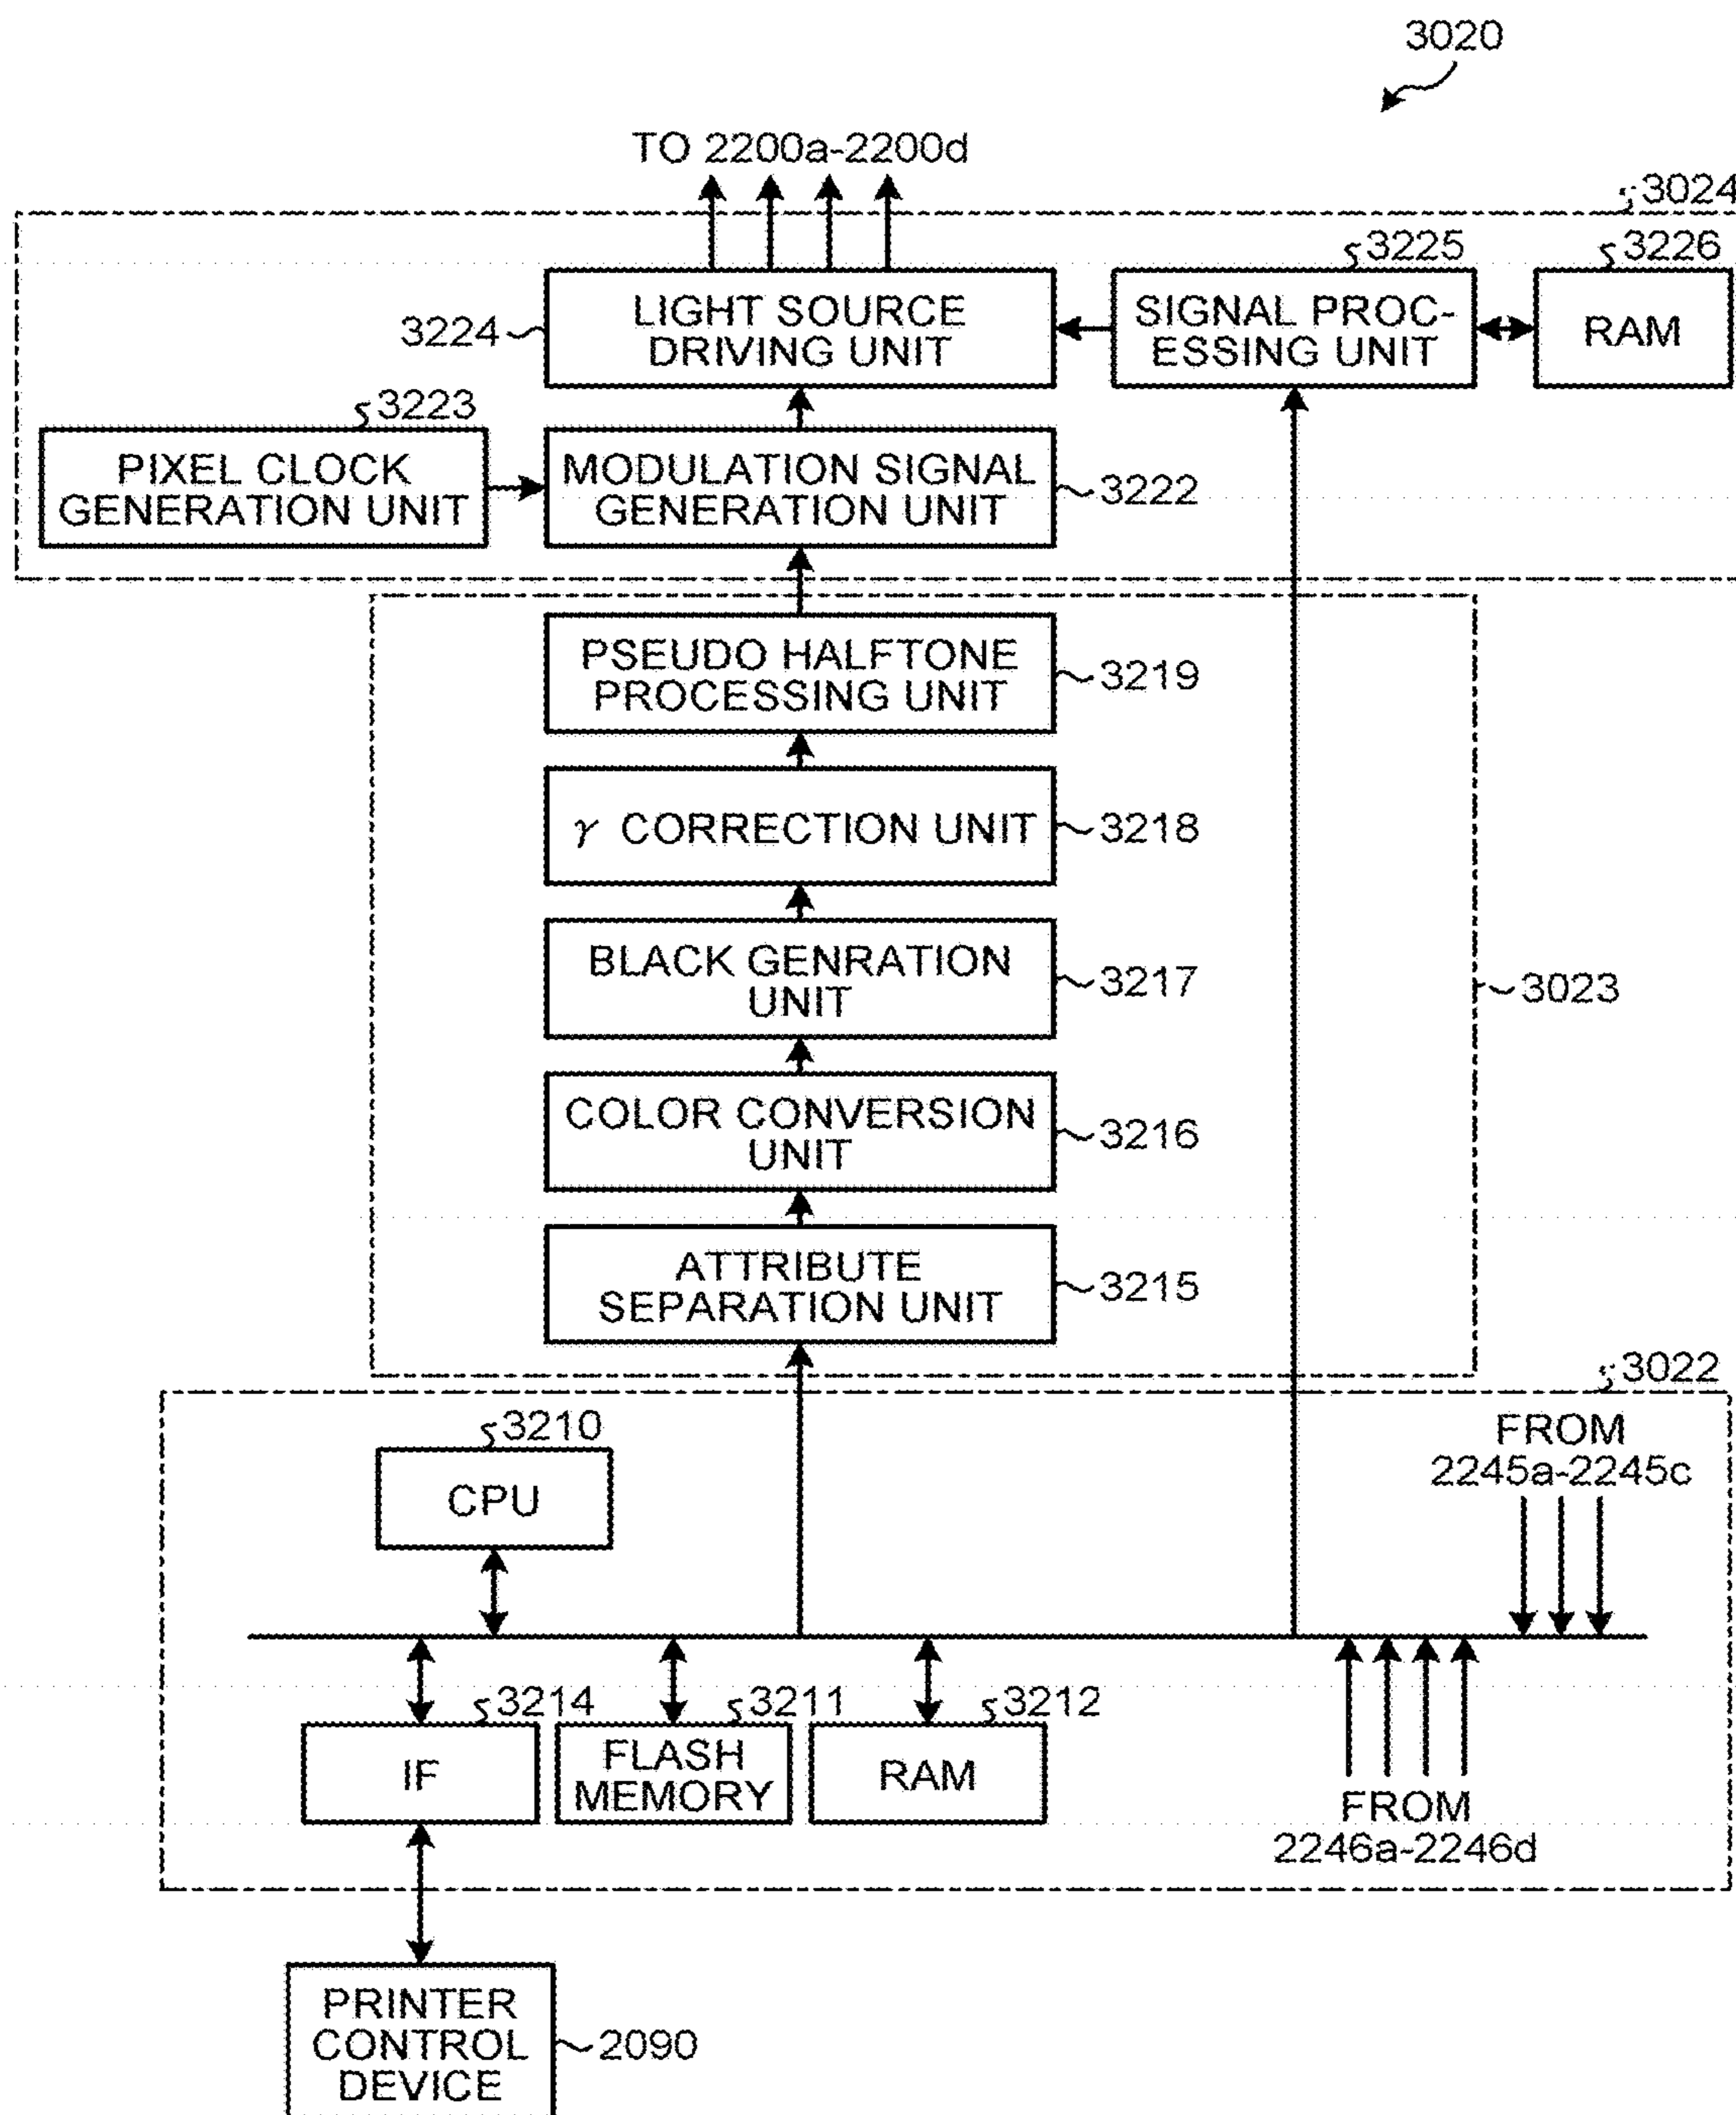 3020
TO 2200a-2200d
3024
3225
3226
3224
LIGHT SOURCE
DRIVING UNIT
SIGNAL PROC-
ESSING UNIT
RAM
3223
PIXEL CLOCK
GENERATION UNIT
MODULATION SIGNAL
GENERATION UNIT
3222
PSEUDO HALFTONE
PROCESSING UNIT
3219
γ CORRECTION UNIT
3218
BLACK GENRATION
UNIT
3217
3023
COLOR CONVERSION
UNIT
3216
ATTRIBUTE
SEPARATION UNIT
3215
3022
3210
CPU
FROM
2245a-2245c
3214
IF
3211
FLASH
MEMORY
3212
RAM
FROM
2246a-2246d
PRINTER
CONTROL
DEVICE
2090